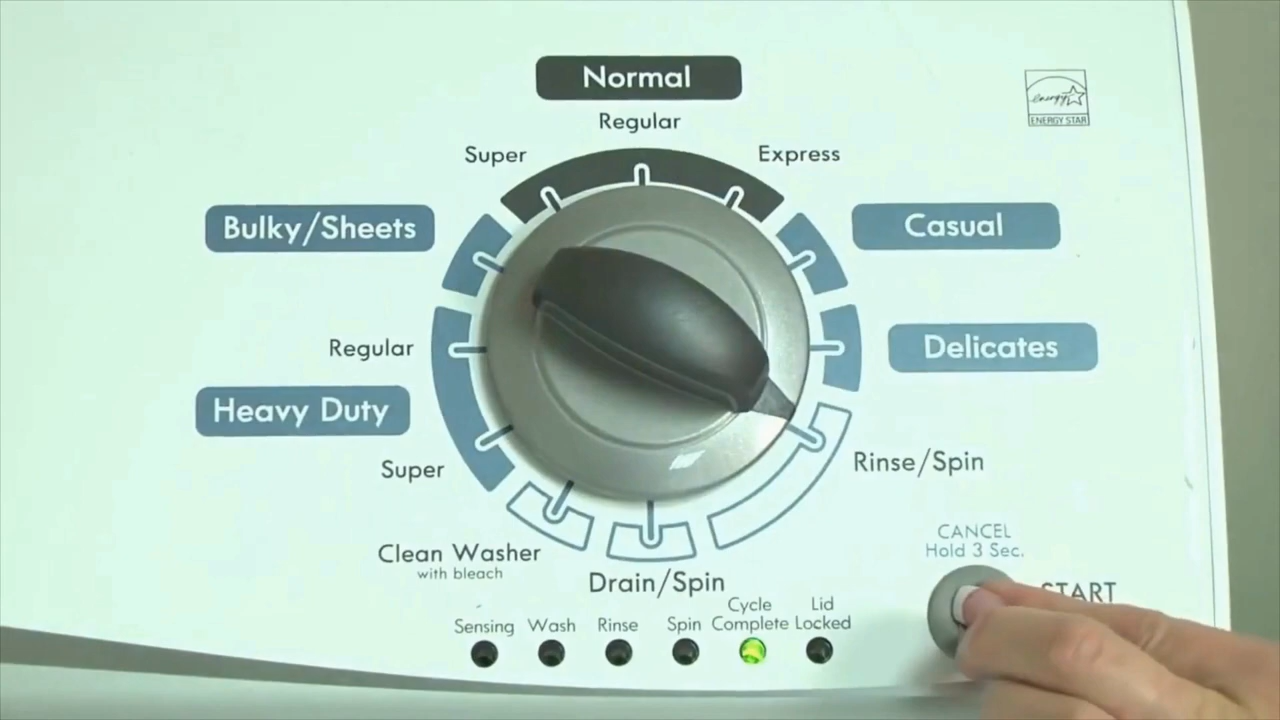 Normal
Regular
Super
Express
Bulky/Sheets
Casual
Regular
Delicates
Heavy Duty
Super
Rinse/Spin
Clean Washer
with bleach
Drain/Spin
CANCEL
Hold 3 Sec.
START
Sensing
Wash
Rinse
Spin
Cycle
Complete
Lid
Locked
energy
ENERGY STAR